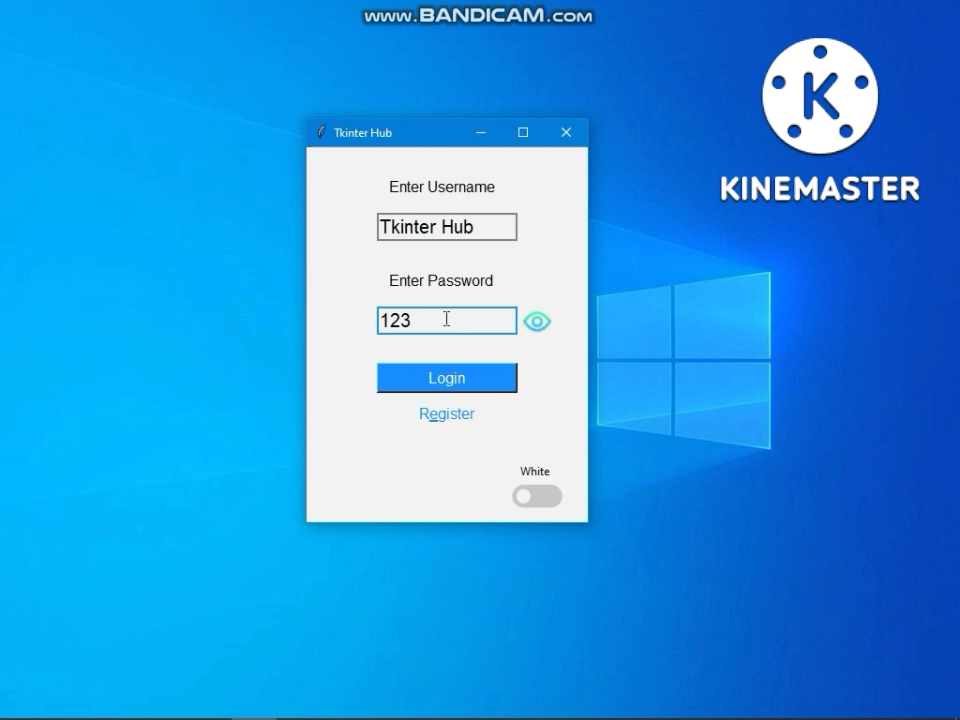 www.BANDICAM.com
K
KINEMASTER
Tkinter Hub
Enter Username
Tkinter Hub
Enter Password
123
Login
Register
White